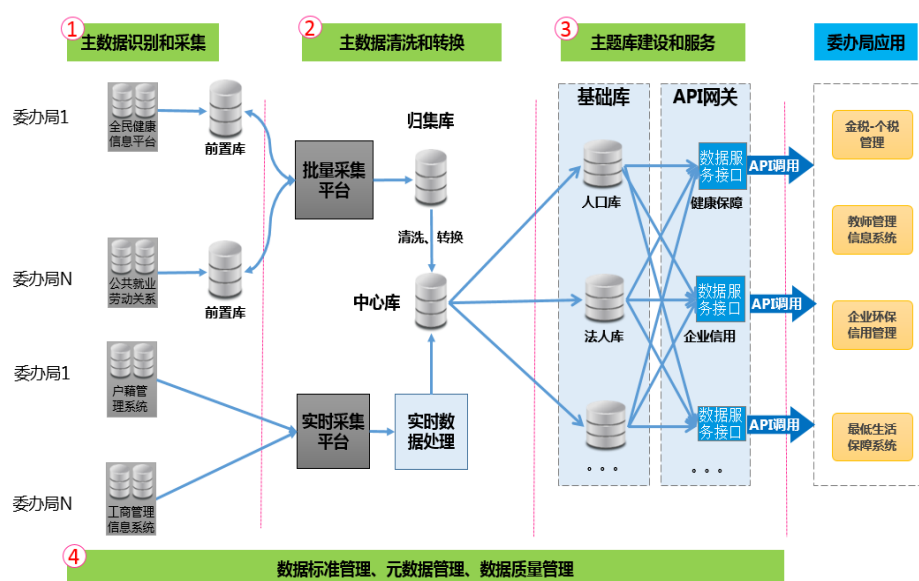 ① 主数据识别和采集
② 主数据清洗和转换
③ 主题库建设和服务
委办局应用
委办局1
全民健康
信息平台
前置库
委办局N
公共就业
劳动关系
前置库
委办局1
户籍管
理系统
委办局N
工商管理
信息系统
批量采集
平台
归集库
清洗、转换
中心库
实时采集
平台
实时数
据处理
基础库
人口库
法人库
。。。
API网关
数据服
务接口
健康保障
数据服
务接口
企业信用
数据服
务接口
。。。
API调用
API调用
API调用
金税-个税
管理
教师管理
信息系统
企业环保
信用管理
最低生活
保障系统
④ 数据标准管理、元数据管理、数据质量管理